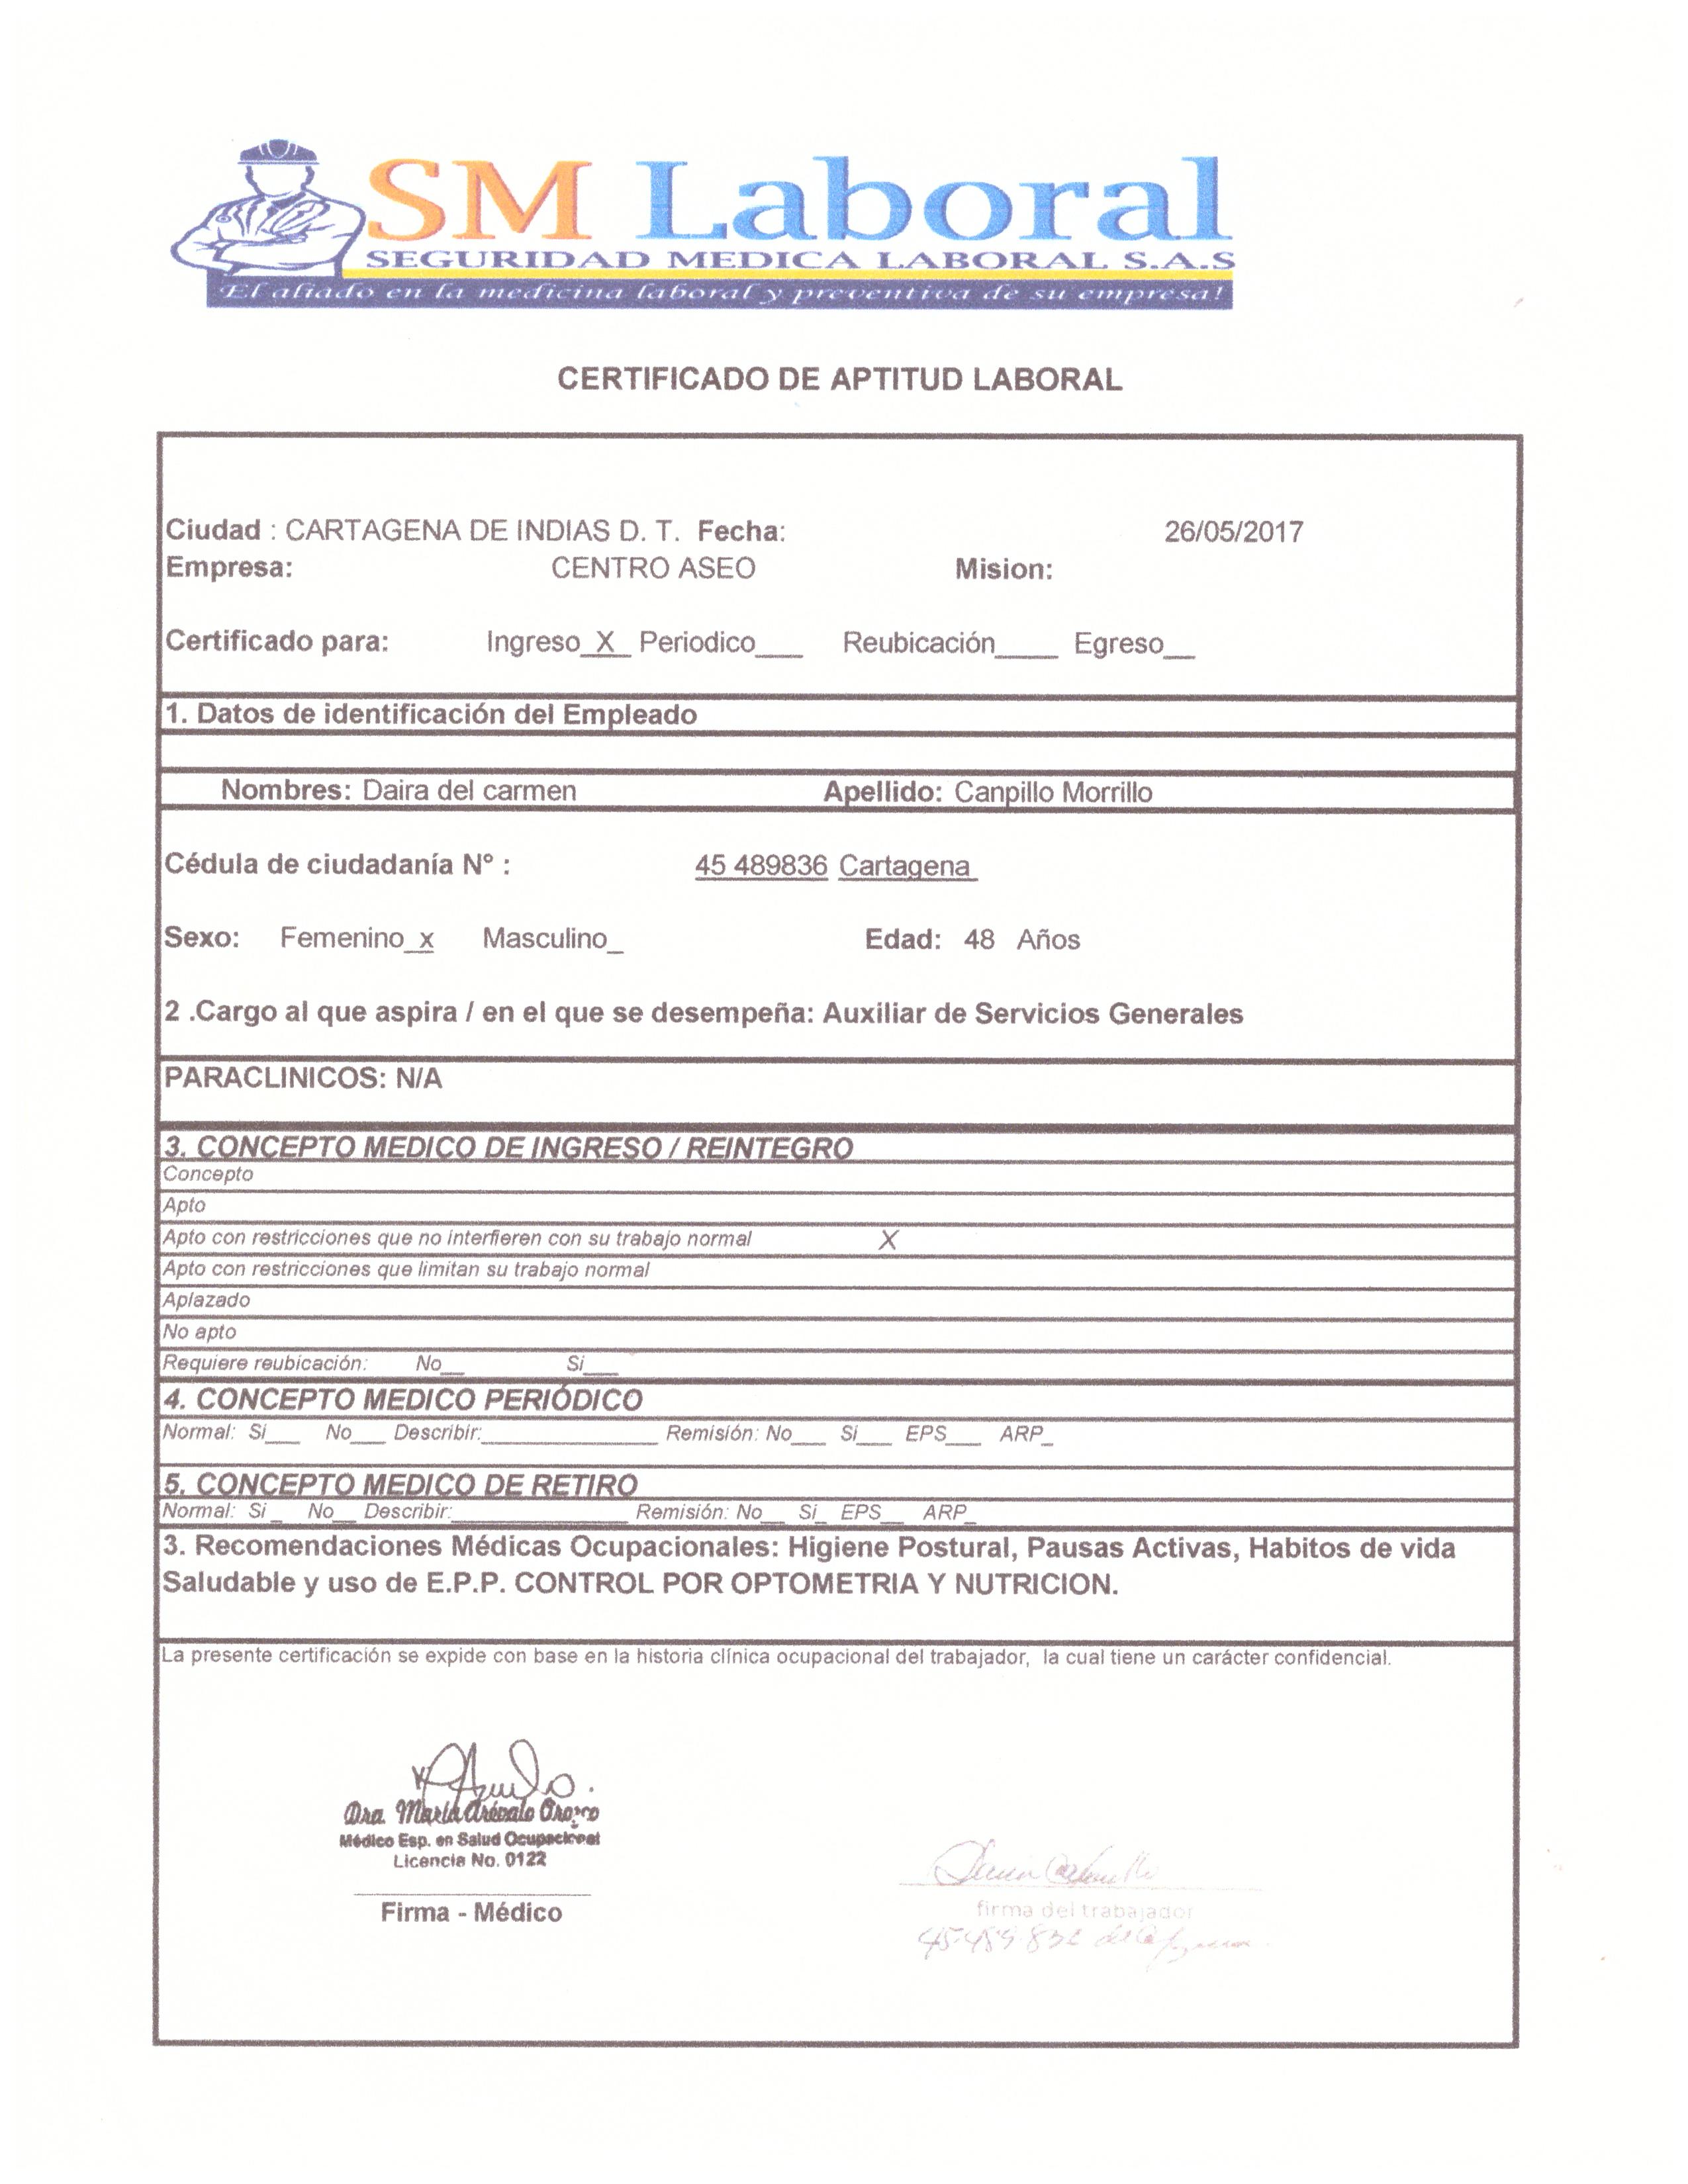 SM Laboral
SEGURIDAD MEDICA LABORAL S.A.S
El aliado en la medicina laboral y preventiva de su empresa!
CERTIFICADO DE APTITUD LABORAL
Ciudad : CARTAGENA DE INDIAS D. T. Fecha: 26/05/2017
Empresa: CENTRO ASEO Mision:
Certificado para: Ingreso_X_ Periodico___ Reubicación____ Egreso__
1. Datos de identificación del Empleado
Nombres: Daira del carmen Apellido: Canpillo Morrillo
Cédula de ciudadanía N° : 45 489836 Cartagena
Sexo: Femenino_x Masculino_ Edad: 48 Años
2 .Cargo al que aspira / en el que se desempeña: Auxiliar de Servicios Generales
PARACLINICOS: N/A
3. CONCEPTO MEDICO DE INGRESO / REINTEGRO
Concepto
Apto
Apto con restricciones que no interfieren con su trabajo normal X
Apto con restricciones que limitan su trabajo normal
Aplazado
No apto
Requiere reubicación: No__ Si___
4. CONCEPTO MEDICO PERIÓDICO
Normal: Si___ No___ Describir:_______________ Remisión: No___ Si___ EPS___ ARP_
5. CONCEPTO MEDICO DE RETIRO
Normal: Si_ No__ Describir:_______________ Remisión: No__ Si_ EPS__ ARP_
3. Recomendaciones Médicas Ocupacionales: Higiene Postural, Pausas Activas, Habitos de vida
Saludable y uso de E.P.P. CONTROL POR OPTOMETRIA Y NUTRICION.
La presente certificación se expide con base en la historia clínica ocupacional del trabajador, la cual tiene un carácter confidencial.
Dra. María Arévalo Orozco
Médico Esp. en Salud Ocupacional
Licencia No. 0122
Firma - Médico
firma del trabajador